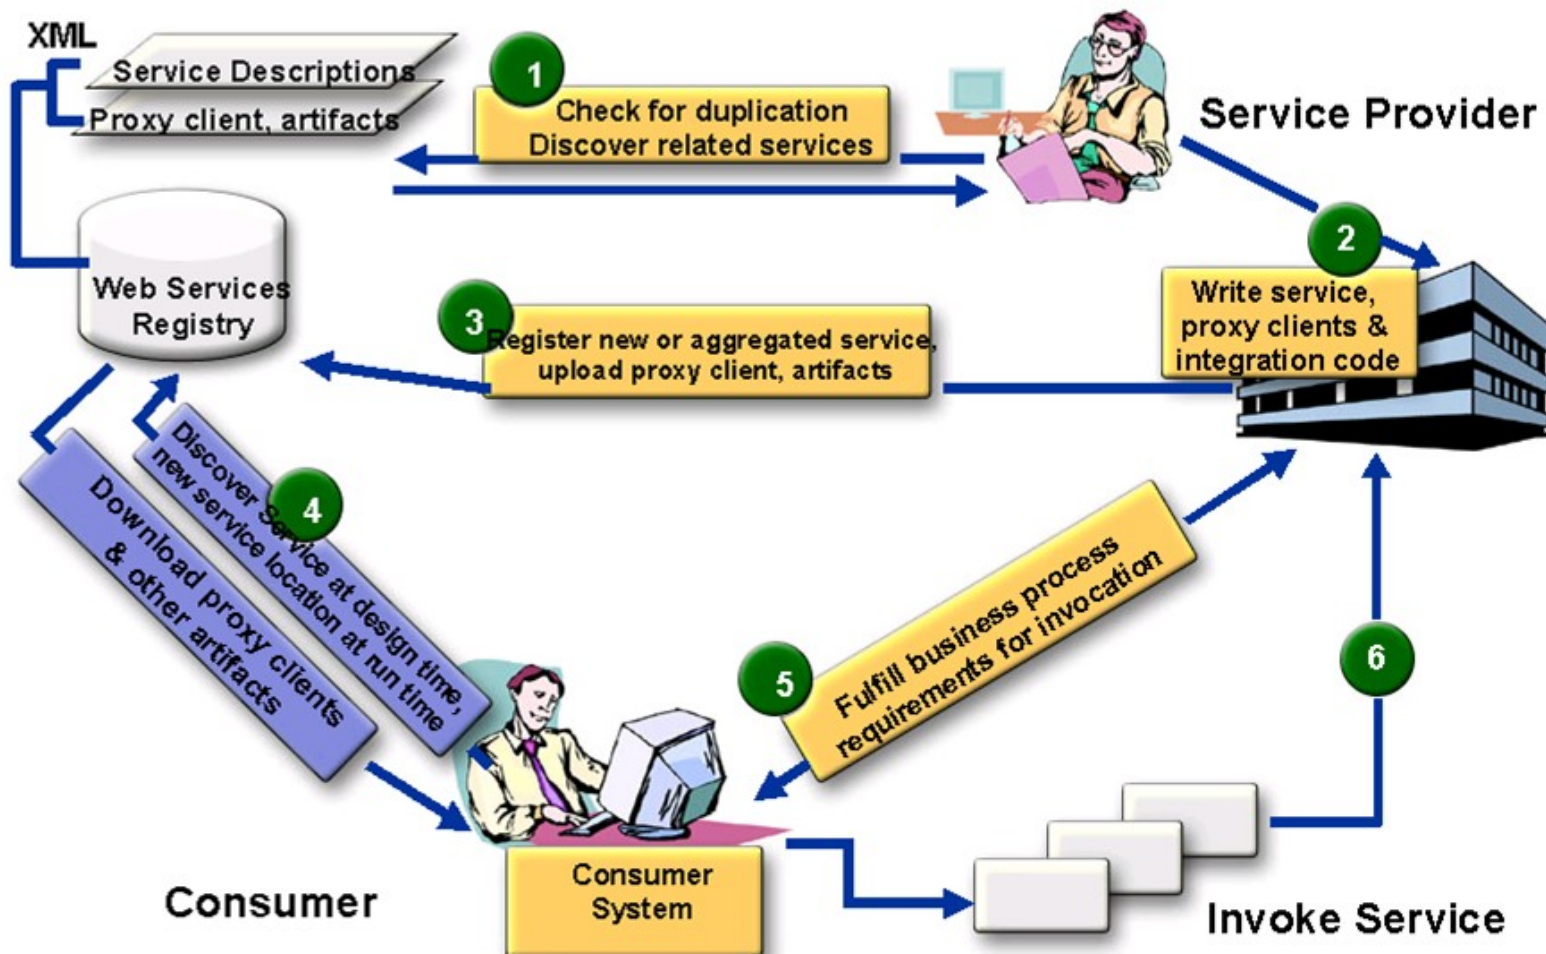 XML
Service Descriptions
Proxy client, artifacts
1
Check for duplication
Discover related services
Service Provider
2
Write service,
proxy clients &
integration code
Web Services
Registry
3
Register new or aggregated service,
upload proxy client, artifacts
4
Discover Service at design time,
new service location at run time
Download proxy clients
& other artifacts
5
Fulfill business process
requirements for invocation
6
Consumer
Consumer
System
Invoke Service